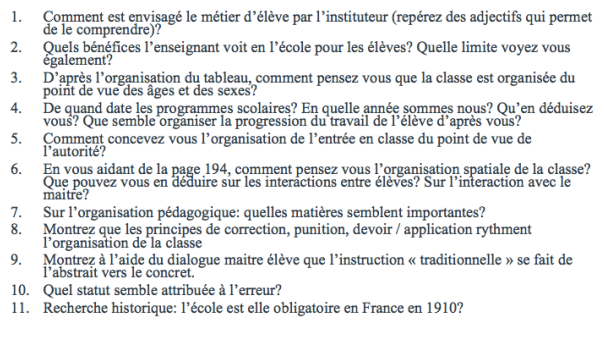 1. Comment est envisagé le métier d'élève par l'instituteur (repérez des adjectifs qui permet
de le comprendre)?
2. Quels bénéfices l'enseignant voit en l'école pour les élèves? Quelle limite voyez vous
également?
3. D'après l'organisation du tableau, comment pensez vous que la classe est organisée du
point de vue des âges et des sexes?
4. De quand date les programmes scolaires? En quelle année sommes nous? Qu'en déduisez
vous? Que semble organiser la progression du travail de l'élève d'après vous?
5. Comment concevez vous l'organisation de l'entrée en classe du point de vue de
l'autorité?
6. En vous aidant de la page 194, comment pensez vous l'organisation spatiale de la classe?
Que pouvez vous en déduire sur les interactions entre élèves? Sur l'interaction avec le
maitre?
7. Sur l'organisation pédagogique: quelles matières semblent importantes?
8. Montrez que les principes de correction, punition, devoir / application rythment
l'organisation de la classe
9. Montrez à l'aide du dialogue maitre élève que l'instruction « traditionnelle » se fait de
l'abstrait vers le concret.
10. Quel statut semble attribuée à l'erreur?
11. Recherche historique: l'école est elle obligatoire en France en 1910?